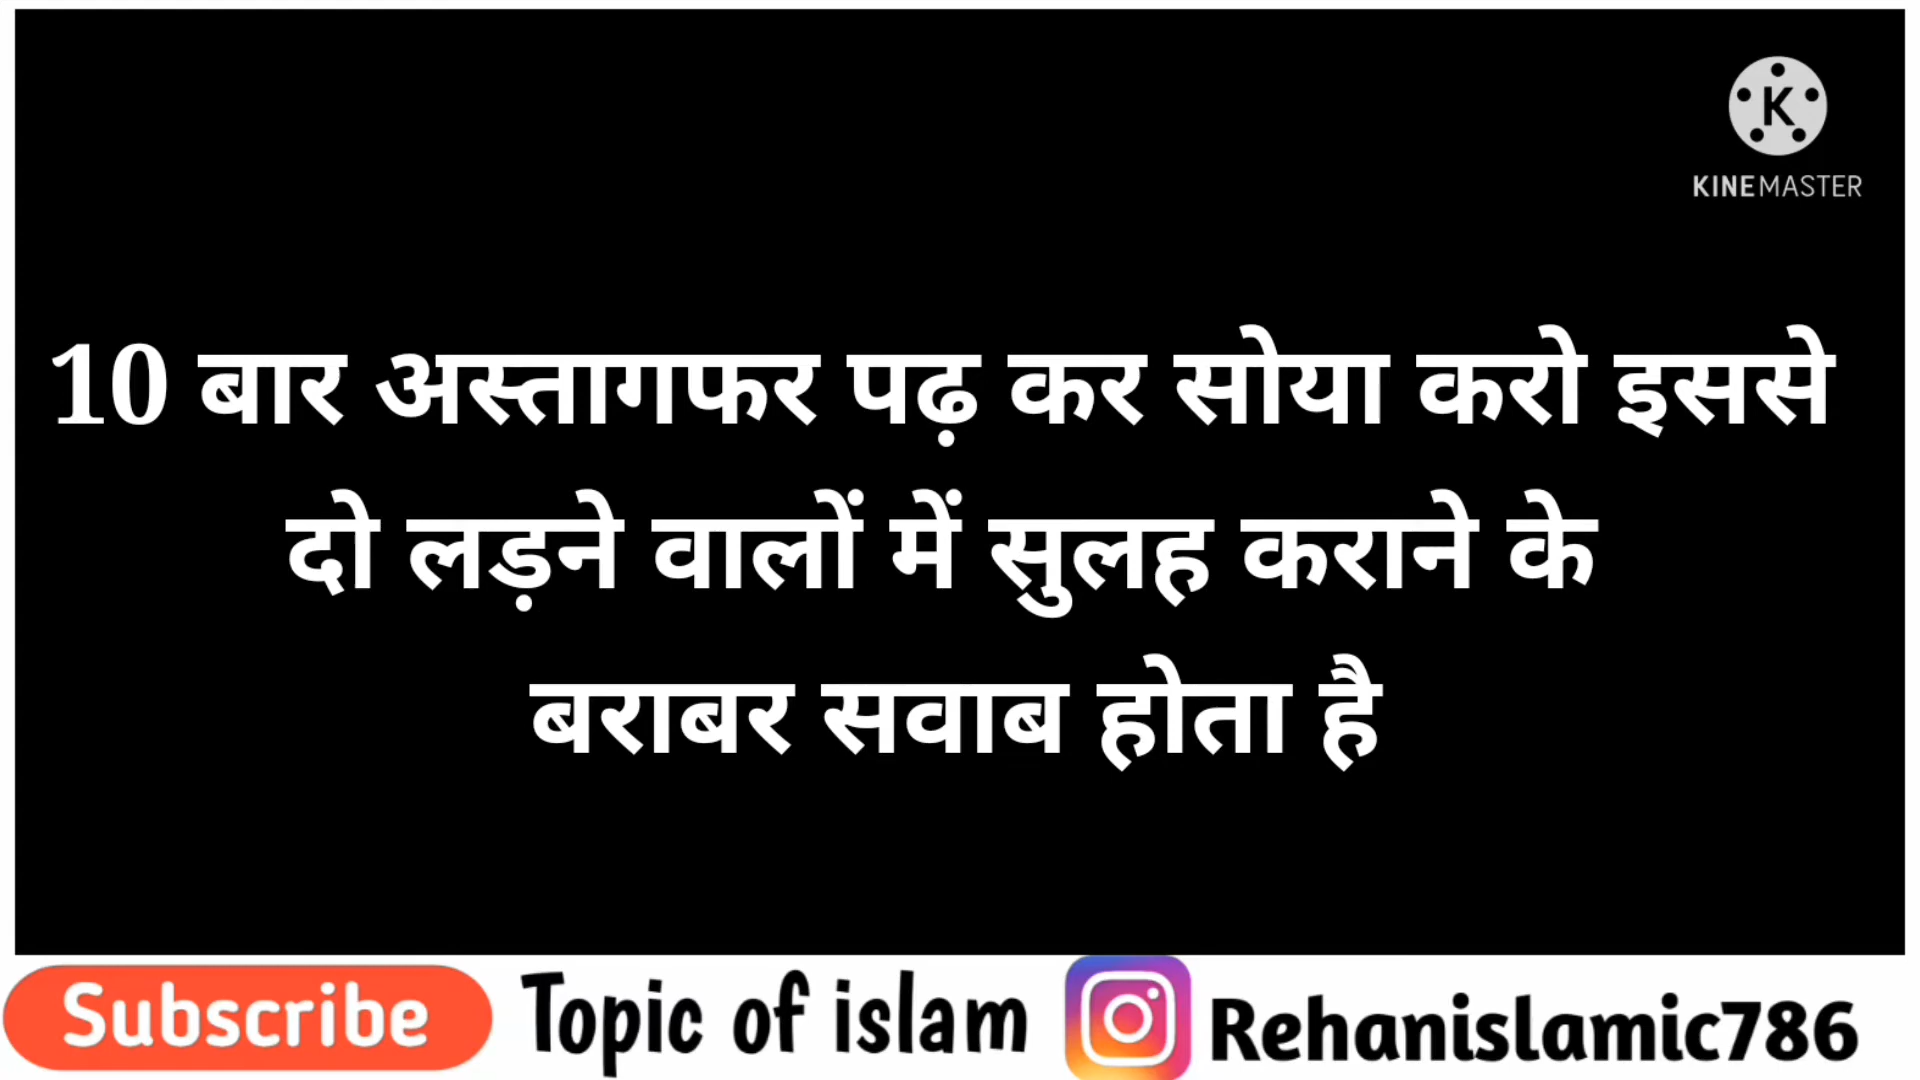 K
KINEMASTER
10 बार अस्तागफर पढ़ कर सोया करो इससे
दो लड़ने वालों में सुलह कराने के
बराबर सवाब होता है
Subscribe Topic of islam Rehanislamic786